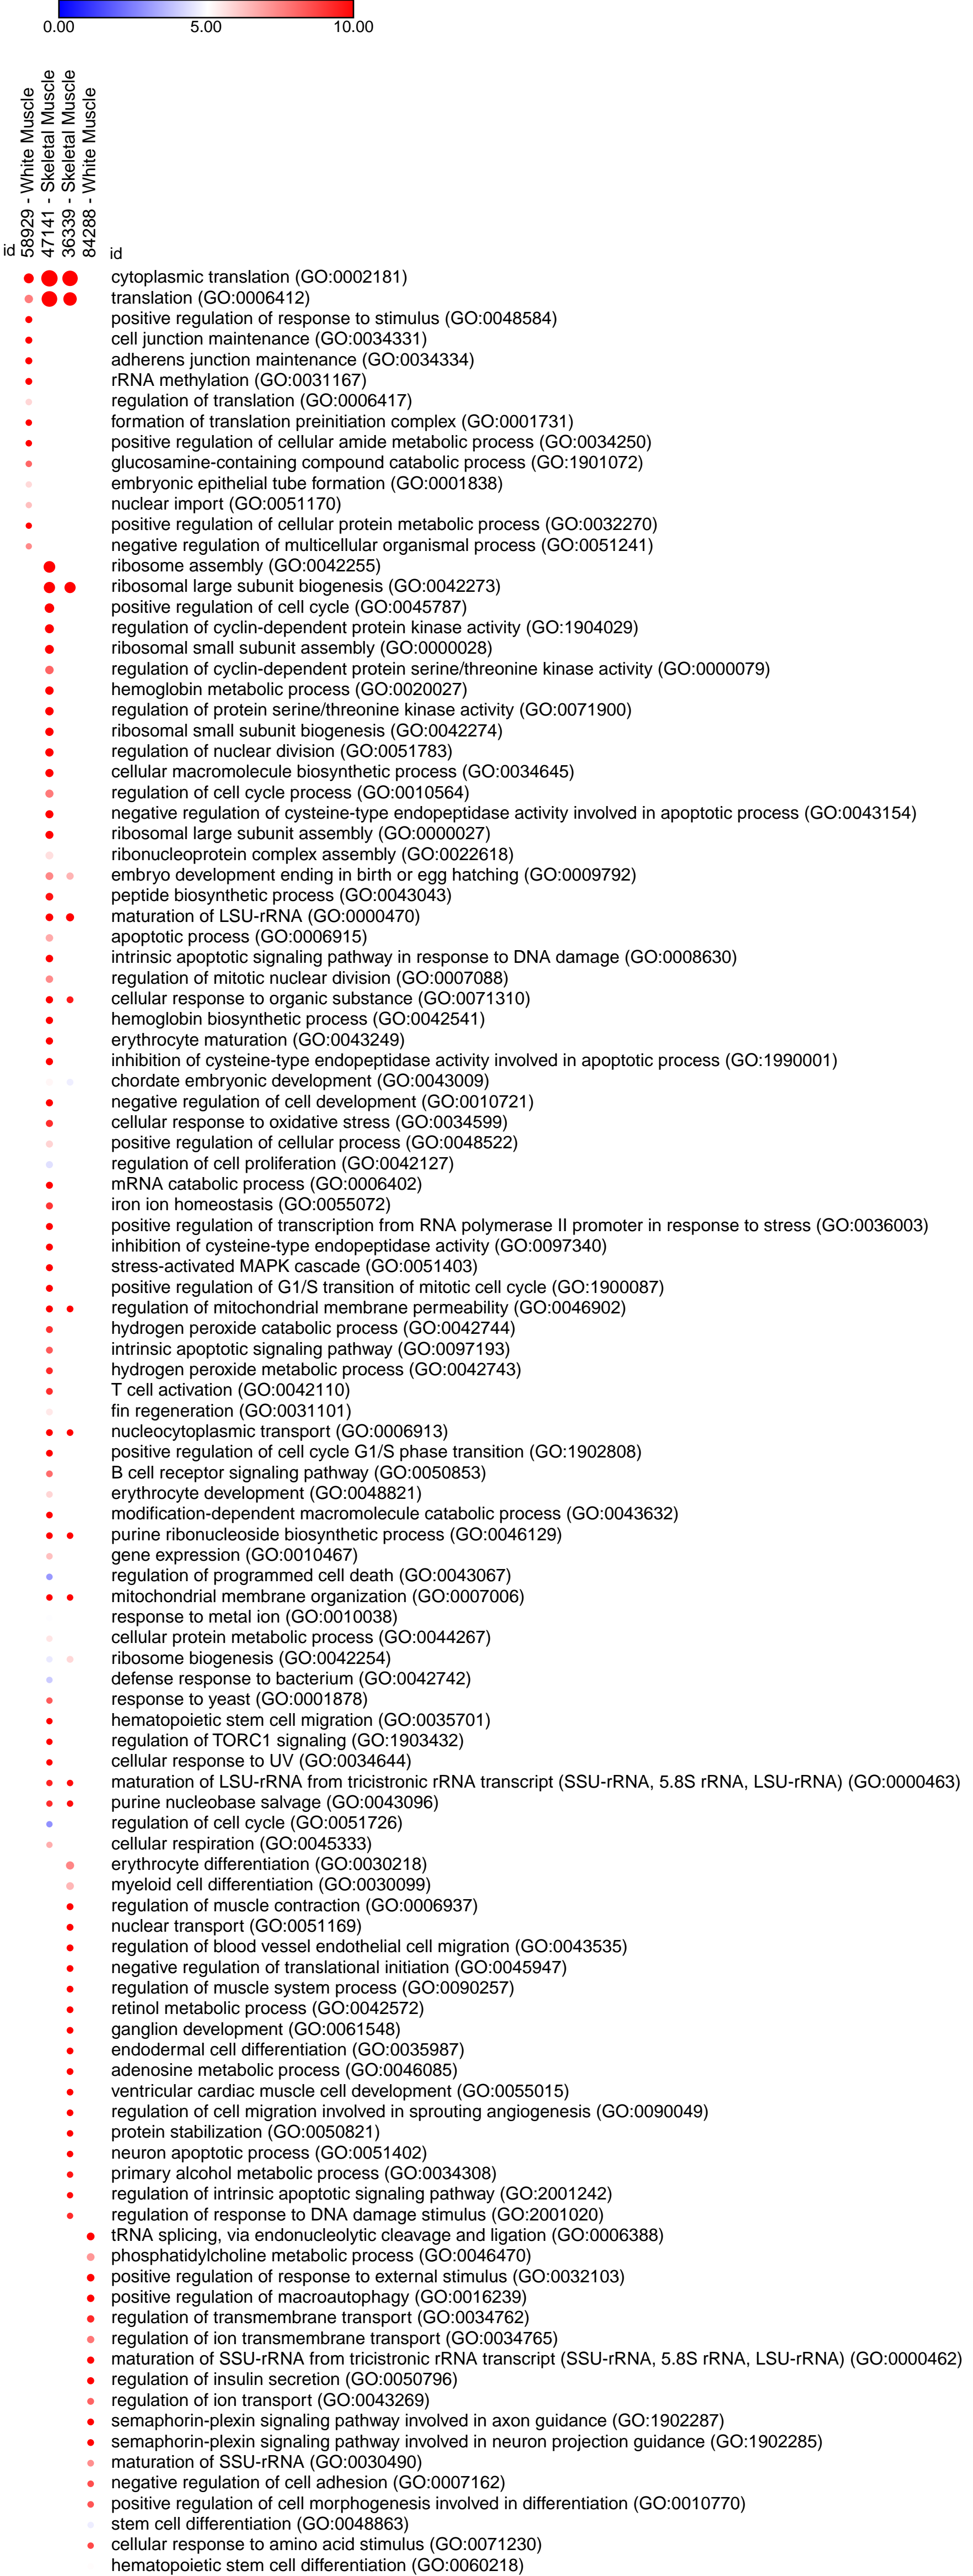 0.00 5.00 10.00
58929 - White Muscle
47141 - Skeletal Muscle
36339 - Skeletal Muscle
84288 - White Muscle
id id
cytoplasmic translation (GO:0002181)
translation (GO:0006412)
positive regulation of response to stimulus (GO:0048584)
cell junction maintenance (GO:0034331)
adherens junction maintenance (GO:0034334)
rRNA methylation (GO:0031167)
regulation of translation (GO:0006417)
formation of translation preinitiation complex (GO:0001731)
positive regulation of cellular amide metabolic process (GO:0034250)
glucosamine-containing compound catabolic process (GO:1901072)
embryonic epithelial tube formation (GO:0001838)
nuclear import (GO:0051170)
positive regulation of cellular protein metabolic process (GO:0032270)
negative regulation of multicellular organismal process (GO:0051241)
ribosome assembly (GO:0042255)
ribosomal large subunit biogenesis (GO:0042273)
positive regulation of cell cycle (GO:0045787)
regulation of cyclin-dependent protein kinase activity (GO:1904029)
ribosomal small subunit assembly (GO:0000028)
regulation of cyclin-dependent protein serine/threonine kinase activity (GO:0000079)
hemoglobin metabolic process (GO:0020027)
regulation of protein serine/threonine kinase activity (GO:0071900)
ribosomal small subunit biogenesis (GO:0042274)
regulation of nuclear division (GO:0051783)
cellular macromolecule biosynthetic process (GO:0034645)
regulation of cell cycle process (GO:0010564)
negative regulation of cysteine-type endopeptidase activity involved in apoptotic process (GO:0043154)
ribosomal large subunit assembly (GO:0000027)
ribonucleoprotein complex assembly (GO:0022618)
embryo development ending in birth or egg hatching (GO:0009792)
peptide biosynthetic process (GO:0043043)
maturation of LSU-rRNA (GO:0000470)
apoptotic process (GO:0006915)
intrinsic apoptotic signaling pathway in response to DNA damage (GO:0008630)
regulation of mitotic nuclear division (GO:0007088)
cellular response to organic substance (GO:0071310)
hemoglobin biosynthetic process (GO:0042541)
erythrocyte maturation (GO:0043249)
inhibition of cysteine-type endopeptidase activity involved in apoptotic process (GO:1990001)
chordate embryonic development (GO:0043009)
negative regulation of cell development (GO:0010721)
cellular response to oxidative stress (GO:0034599)
positive regulation of cellular process (GO:0048522)
regulation of cell proliferation (GO:0042127)
mRNA catabolic process (GO:0006402)
iron ion homeostasis (GO:0055072)
positive regulation of transcription from RNA polymerase II promoter in response to stress (GO:0036003)
inhibition of cysteine-type endopeptidase activity (GO:0097340)
stress-activated MAPK cascade (GO:0051403)
positive regulation of G1/S transition of mitotic cell cycle (GO:1900087)
regulation of mitochondrial membrane permeability (GO:0046902)
hydrogen peroxide catabolic process (GO:0042744)
intrinsic apoptotic signaling pathway (GO:0097193)
hydrogen peroxide metabolic process (GO:0042743)
T cell activation (GO:0042110)
fin regeneration (GO:0031101)
nucleocytoplasmic transport (GO:0006913)
positive regulation of cell cycle G1/S phase transition (GO:1902808)
B cell receptor signaling pathway (GO:0050853)
erythrocyte development (GO:0048821)
modification-dependent macromolecule catabolic process (GO:0043632)
purine ribonucleoside biosynthetic process (GO:0046129)
gene expression (GO:0010467)
regulation of programmed cell death (GO:0043067)
mitochondrial membrane organization (GO:0007006)
response to metal ion (GO:0010038)
cellular protein metabolic process (GO:0044267)
ribosome biogenesis (GO:0042254)
defense response to bacterium (GO:0042742)
response to yeast (GO:0001878)
hematopoietic stem cell migration (GO:0035701)
regulation of TORC1 signaling (GO:1903432)
cellular response to UV (GO:0034644)
maturation of LSU-rRNA from tricistronic rRNA transcript (SSU-rRNA, 5.8S rRNA, LSU-rRNA) (GO:0000463)
purine nucleobase salvage (GO:0043096)
regulation of cell cycle (GO:0051726)
cellular respiration (GO:0045333)
erythrocyte differentiation (GO:0030218)
myeloid cell differentiation (GO:0030099)
regulation of muscle contraction (GO:0006937)
nuclear transport (GO:0051169)
regulation of blood vessel endothelial cell migration (GO:0043535)
negative regulation of translational initiation (GO:0045947)
regulation of muscle system process (GO:0090257)
retinol metabolic process (GO:0042572)
ganglion development (GO:0061548)
endodermal cell differentiation (GO:0035987)
adenosine metabolic process (GO:0046085)
ventricular cardiac muscle cell development (GO:0055015)
regulation of cell migration involved in sprouting angiogenesis (GO:0090049)
protein stabilization (GO:0050821)
neuron apoptotic process (GO:0051402)
primary alcohol metabolic process (GO:0034308)
regulation of intrinsic apoptotic signaling pathway (GO:2001242)
regulation of response to DNA damage stimulus (GO:2001020)
tRNA splicing, via endonucleolytic cleavage and ligation (GO:0006388)
phosphatidylcholine metabolic process (GO:0046470)
positive regulation of response to external stimulus (GO:0032103)
positive regulation of macroautophagy (GO:0016239)
regulation of transmembrane transport (GO:0034762)
regulation of ion transmembrane transport (GO:0034765)
maturation of SSU-rRNA from tricistronic rRNA transcript (SSU-rRNA, 5.8S rRNA, LSU-rRNA) (GO:0000462)
regulation of insulin secretion (GO:0050796)
regulation of ion transport (GO:0043269)
semaphorin-plexin signaling pathway involved in axon guidance (GO:1902287)
semaphorin-plexin signaling pathway involved in neuron projection guidance (GO:1902285)
maturation of SSU-rRNA (GO:0030490)
negative regulation of cell adhesion (GO:0007162)
positive regulation of cell morphogenesis involved in differentiation (GO:0010770)
stem cell differentiation (GO:0048863)
cellular response to amino acid stimulus (GO:0071230)
hematopoietic stem cell differentiation (GO:0060218)